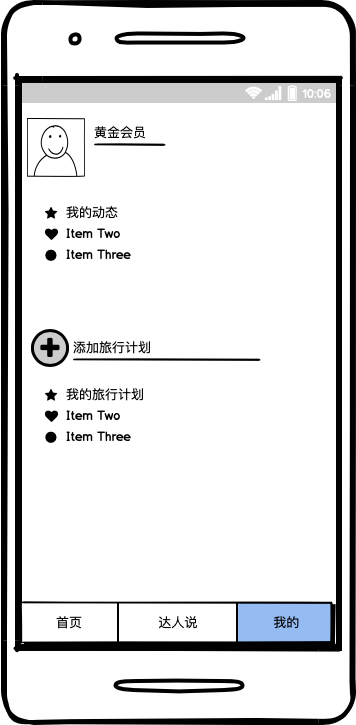 10:06
黄金会员
我的动态
Item Two
Item Three
添加旅行计划
我的旅行计划
Item Two
Item Three
首页 达人说 我的